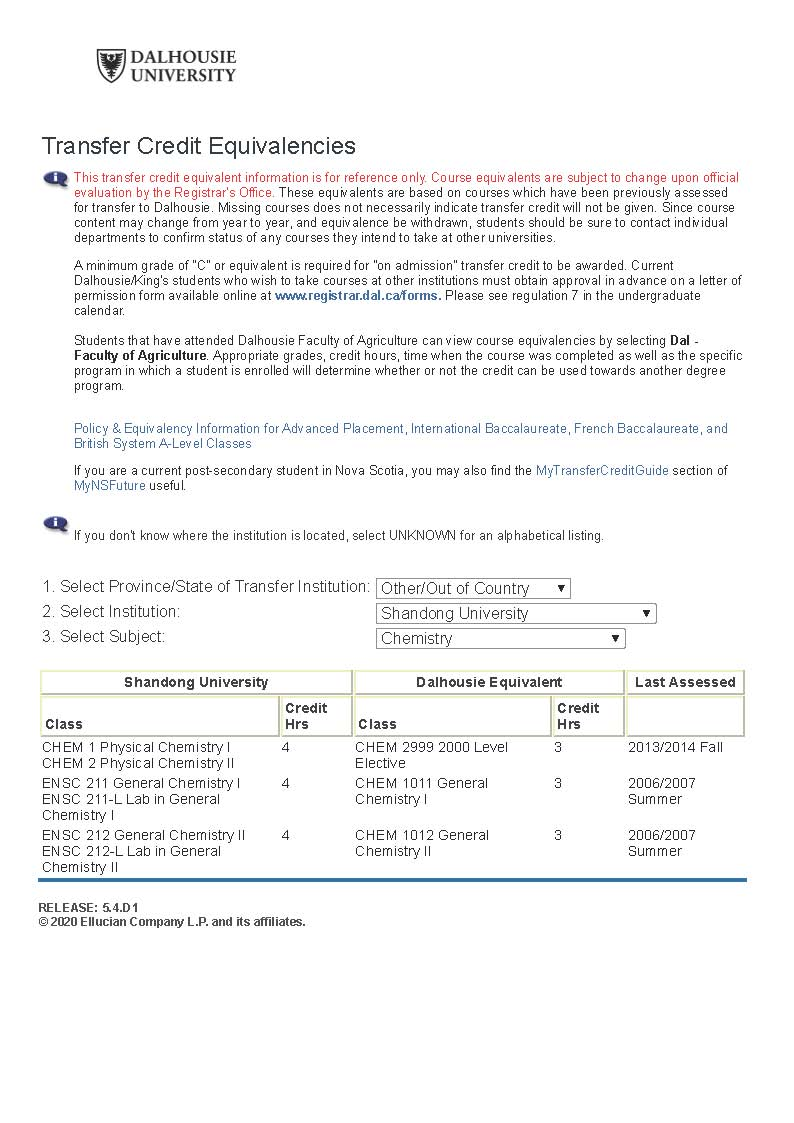 DALHOUSIE
UNIVERSITY
Transfer Credit Equivalencies
This transfer credit equivalent information is for reference only. Course equivalents are subject to change upon official
evaluation by the Registrar's Office. These equivalents are based on courses which have been previously assessed
for transfer to Dalhousie. Missing courses does not necessarily indicate transfer credit will not be given. Since course
content may change from year to year, and equivalence be withdrawn, students should be sure to contact individual
departments to confirm status of any courses they intend to take at other universities.
A minimum grade of "C" or equivalent is required for "on admission" transfer credit to be awarded. Current
Dalhousie/King's students who wish to take courses at other institutions must obtain approval in advance on a letter of
permission form available online at www.registrar.dal.ca/forms. Please see regulation 7 in the undergraduate
calendar.
Students that have attended Dalhousie Faculty of Agriculture can view course equivalencies by selecting Dal -
Faculty of Agriculture. Appropriate grades, credit hours, time when the course was completed as well as the specific
program in which a student is enrolled will determine whether or not the credit can be used towards another degree
program.
Policy & Equivalency Information for Advanced Placement, International Baccalaureate, French Baccalaureate, and
British System A-Level Classes
If you are a current post-secondary student in Nova Scotia, you may also find the MyTransferCreditGuide section of
MyNSFuture useful.
If you don't know where the institution is located, select UNKNOWN for an alphabetical listing.
1. Select Province/State of Transfer Institution: Other/Out of Country
2. Select Institution: Shandong University
3. Select Subject: Chemistry
Shandong University Dalhousie Equivalent Last Assessed
Class Credit Hrs Class Credit Hrs
CHEM 1 Physical Chemistry I 4 CHEM 2999 2000 Level 3 2013/2014 Fall
CHEM 2 Physical Chemistry II Elective
ENSC 211 General Chemistry I 4 CHEM 1011 General 3 2006/2007
ENSC 211-L Lab in General Chemistry I Summer
Chemistry I
ENSC 212 General Chemistry II 4 CHEM 1012 General 3 2006/2007
ENSC 212-L Lab in General Chemistry II Summer
Chemistry II
RELEASE: 5.4.D1
© 2020 Ellucian Company L.P. and its affiliates.